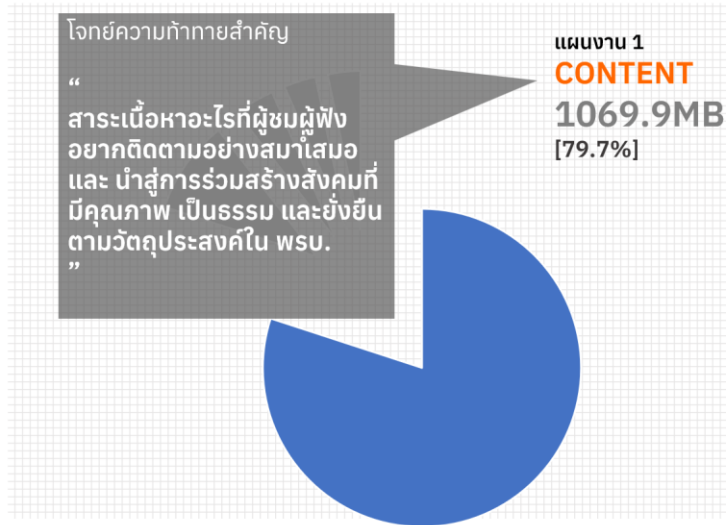 โจทย์ความท้าทายสำคัญ
“
สาระเนื้อหาอะไรที่ผู้ชมผู้ฟัง
อยากติดตามอย่างสม่ำเสมอ
และ นำสู่การร่วมสร้างสังคมที่
มีคุณภาพ เป็นธรรม และยั่งยืน
ตามวัตถุประสงค์ใน พรบ.
”
แผนงาน 1
CONTENT
1069.9MB
[79.7%]